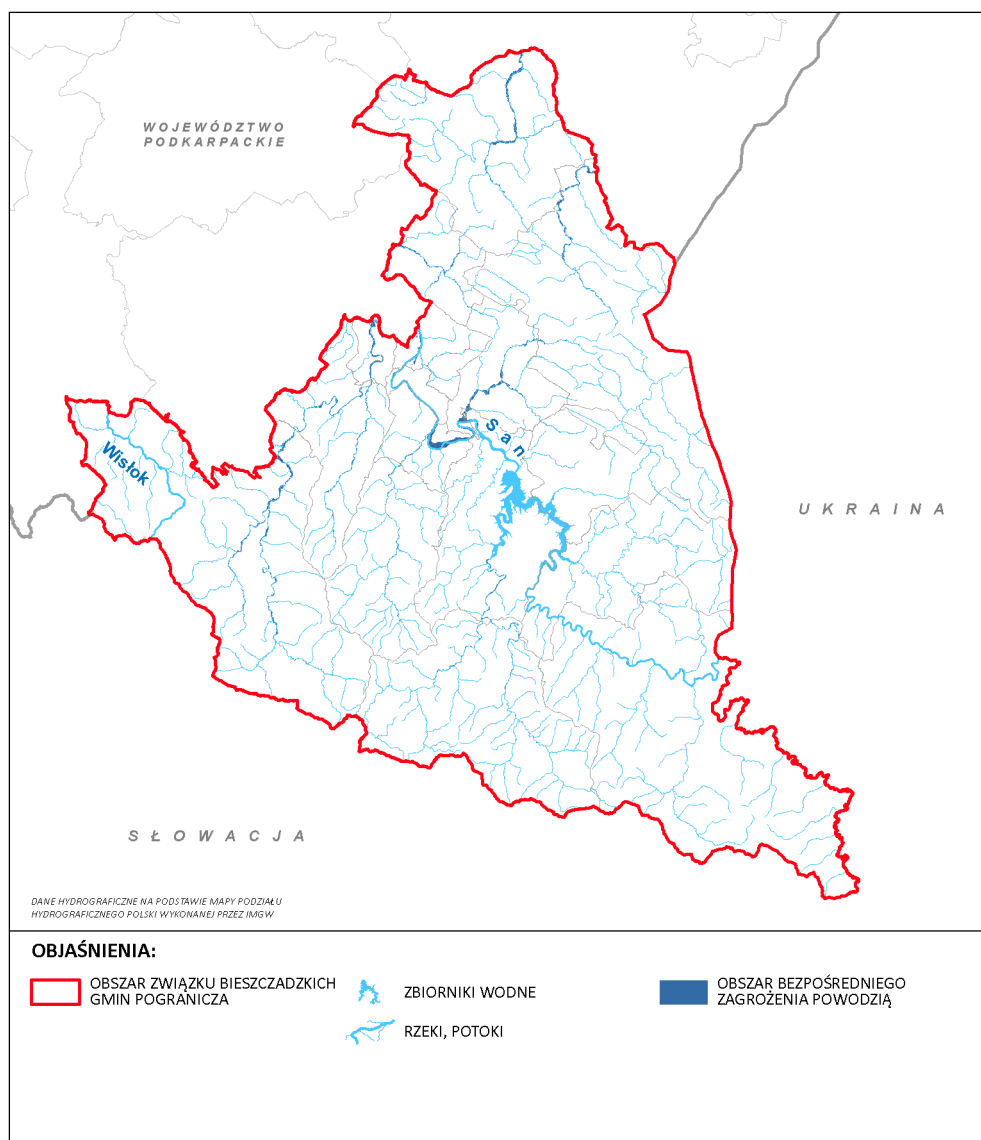 WOJEWÓDZTWO
PODKARPACKIE
San
Wisłok
UKRAINA
SŁOWACJA
DANE HYDROGRAFICZNE NA PODSTAWIE MAPY PODZIAŁU
HYDROGRAFICZNEGO POLSKI WYKONANEJ PRZEZ IMGW
OBJAŚNIENIA:
OBSZAR ZWIĄZKU BIESZCZADZKICH
GMIN POGRANICZA
ZBIORNIKI WODNE
RZEKI, POTOKI
OBSZAR BEZPOŚREDNIEGO
ZAGROŻENIA POWODZIĄ